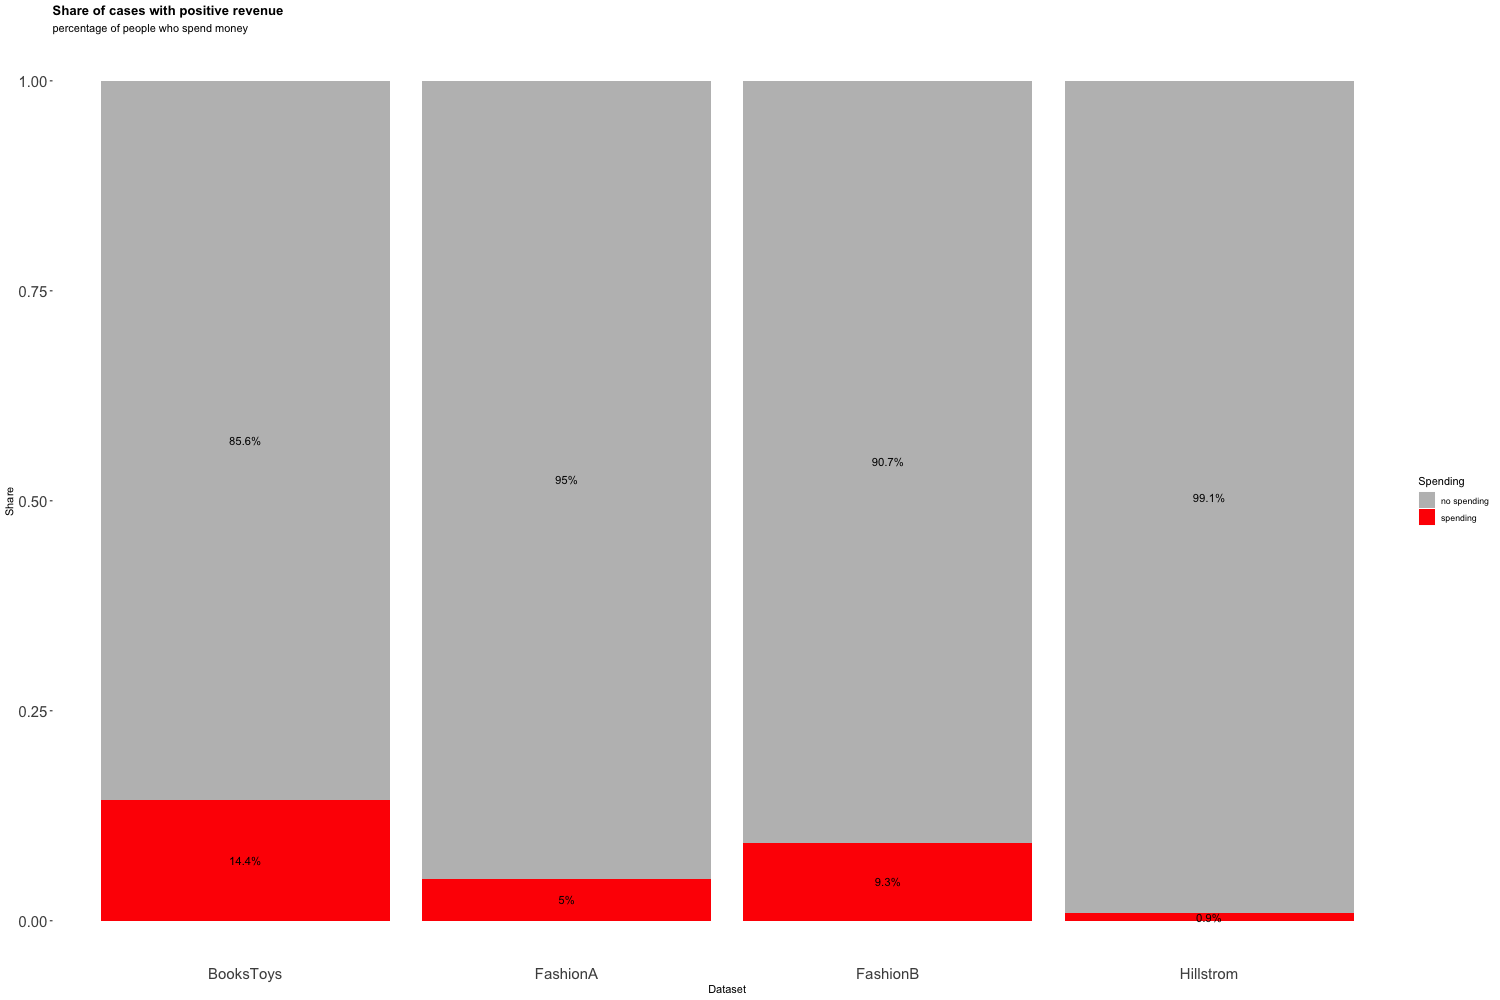 Share of cases with positive revenue
percentage of people who spend money
1.00
0.75
0.50
0.25
0.00
Share
85.6%
95%
90.7%
99.1%
14.4%
5%
9.3%
0.9%
BooksToys
FashionA
FashionB
Hillstrom
Dataset
Spending
no spending
spending